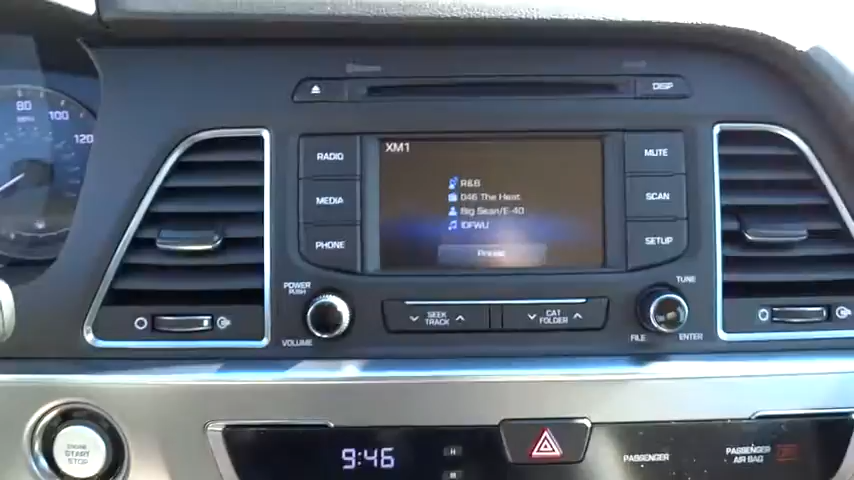 DISP
80
MPH
100
120
RADIO
MEDIA
PHONE
XM1
R&B
046 The Heat
Big Sean/E-40
IDFWU
Preset
MUTE
SCAN
SETUP
POWER
PUSH
VOLUME
SEEK
TRACK
CAT
FOLDER
TUNE
FILE
ENTER
ENGINE
START
STOP
9:46
PASSENGER
PASSENGER
AIR BAG